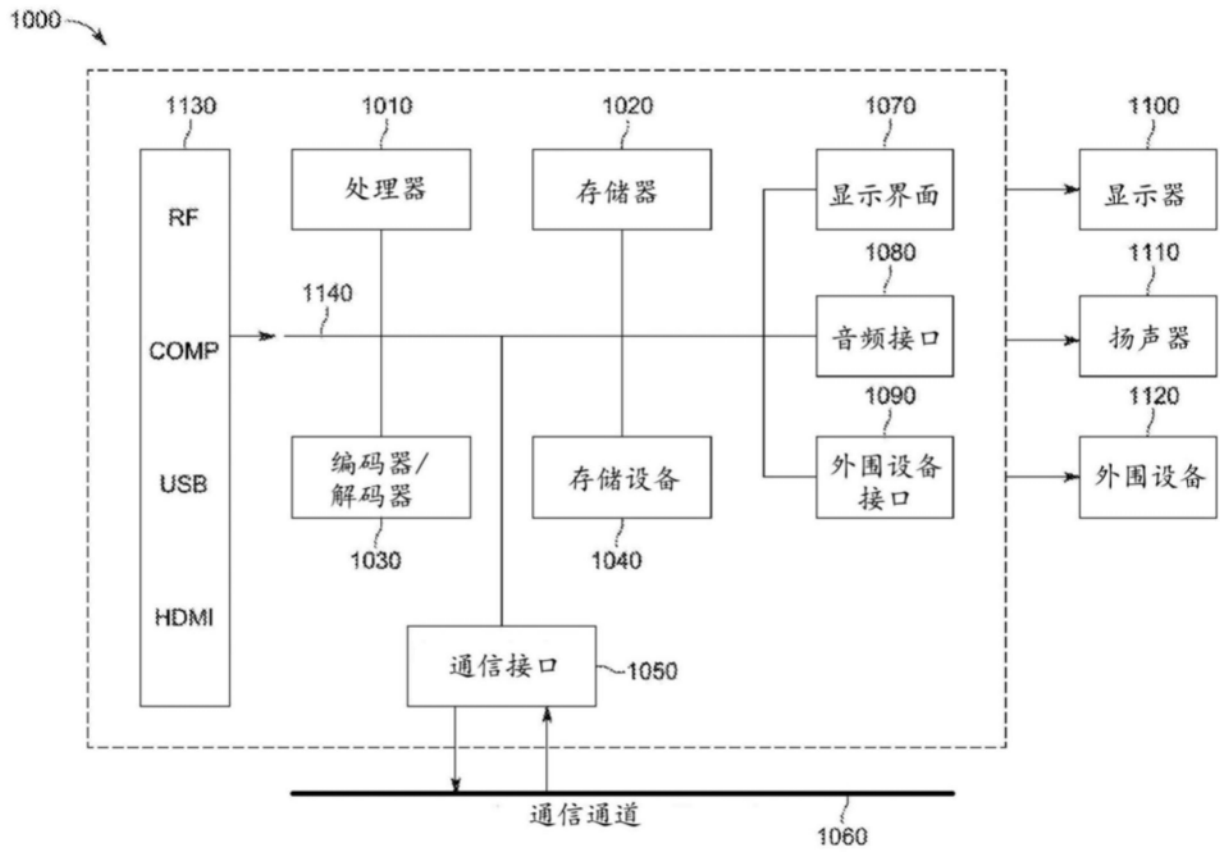 1000
1130
1010
1020
1070
1100
RF
处理器
存储器
显示界面
显示器
1080
1110
1140
COMP
音频接口
扬声器
1090
1120
USB
编码器/
解码器
存储设备
外围设备
接口
外围设备
1030
1040
HDMI
通信接口
1050
通信通道
1060